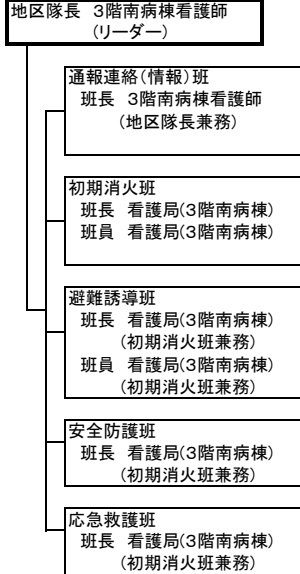 地区隊長 3階南病棟看護師
(リーダー)
通報連絡(情報)班
班長 3階南病棟看護師
(地区隊長兼務)
初期消火班
班長 看護局(3階南病棟)
班員 看護局(3階南病棟)
避難誘導班
班長 看護局(3階南病棟)
(初期消火班兼務)
班員 看護局(3階南病棟)
(初期消火班兼務)
安全防護班
班長 看護局(3階南病棟)
(初期消火班兼務)
応急救護班
班長 看護局(3階南病棟)
(初期消火班兼務)